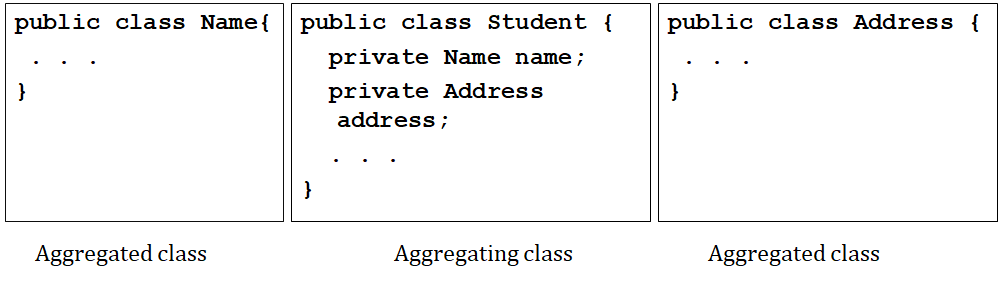 public class Name{
. . .
}
Aggregated class
public class Student {
private Name name;
private Address
address;
. . .
}
Aggregating class
public class Address {
. . .
}
Aggregated class